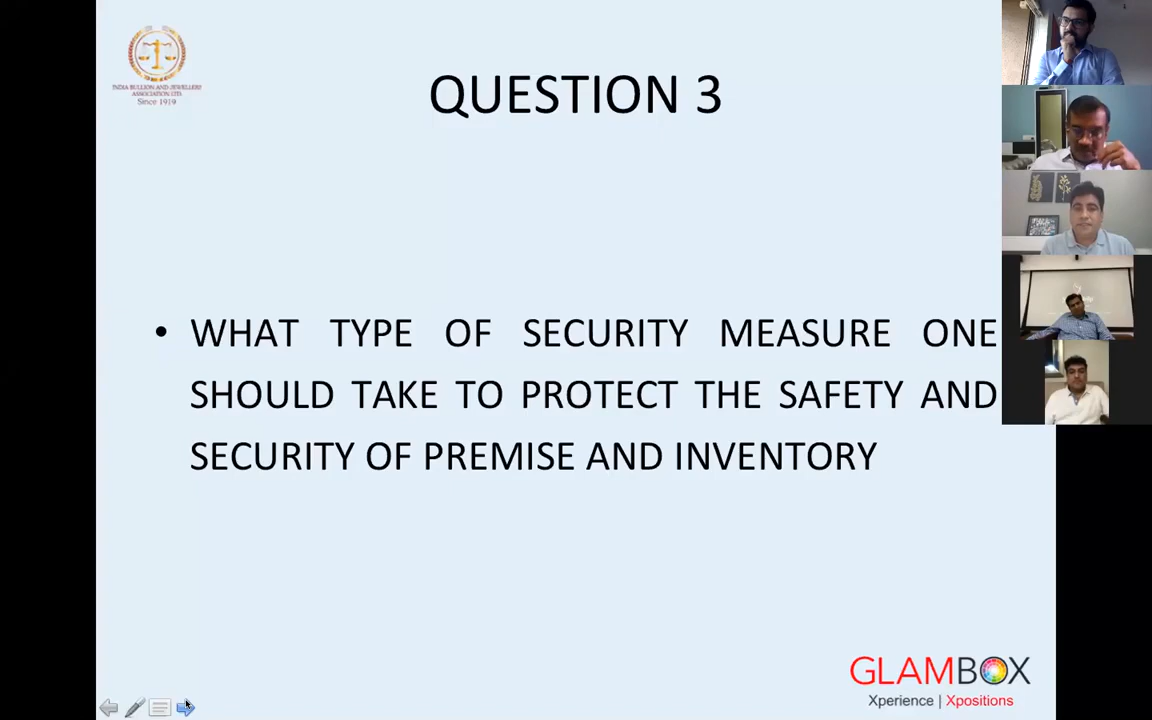 INDIA BULLION AND JEWELLERS
ASSOCIATION LTD.
Since 1919
QUESTION 3
• WHAT TYPE OF SECURITY MEASURE ONE
SHOULD TAKE TO PROTECT THE SAFETY AND
SECURITY OF PREMISE AND INVENTORY
GLAMBOX
Xperience | Xpositions